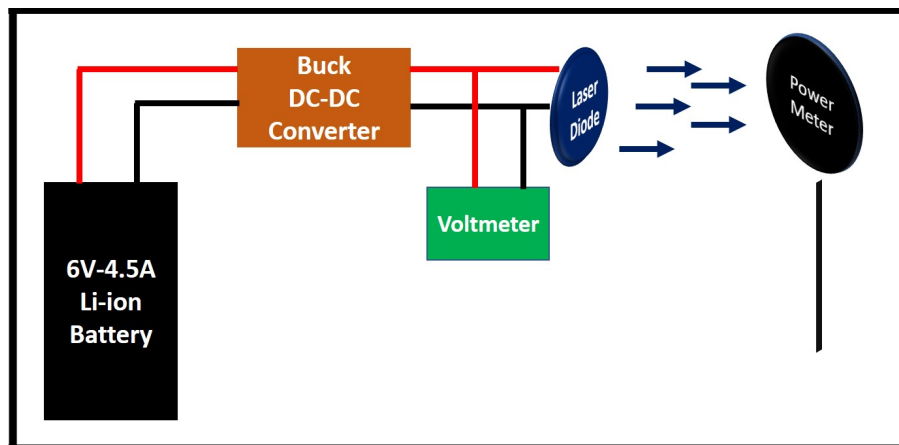 Buck
DC-DC
Converter
Laser
Diode
Power
Meter
Voltmeter
6V-4.5A
Li-ion
Battery